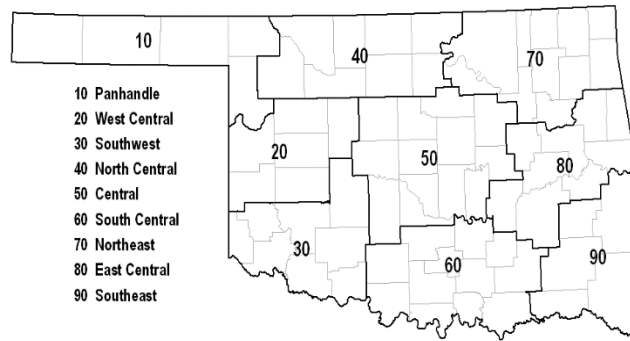 10
40
70
10 Panhandle
20 West Central
30 Southwest
40 North Central
50 Central
60 South Central
70 Northeast
80 East Central
90 Southeast
20
50
80
30
60
90